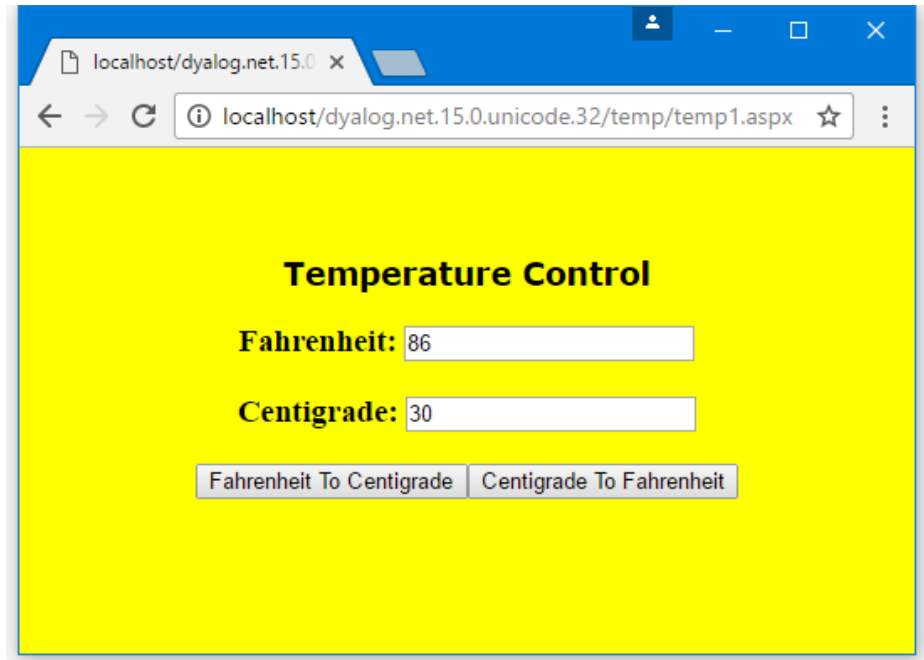 localhost/dyalog.net.15.0
localhost/dyalog.net.15.0.unicode.32/temp/temp1.aspx
Temperature Control
Fahrenheit: 86
Centigrade: 30
Fahrenheit To Centigrade Centigrade To Fahrenheit